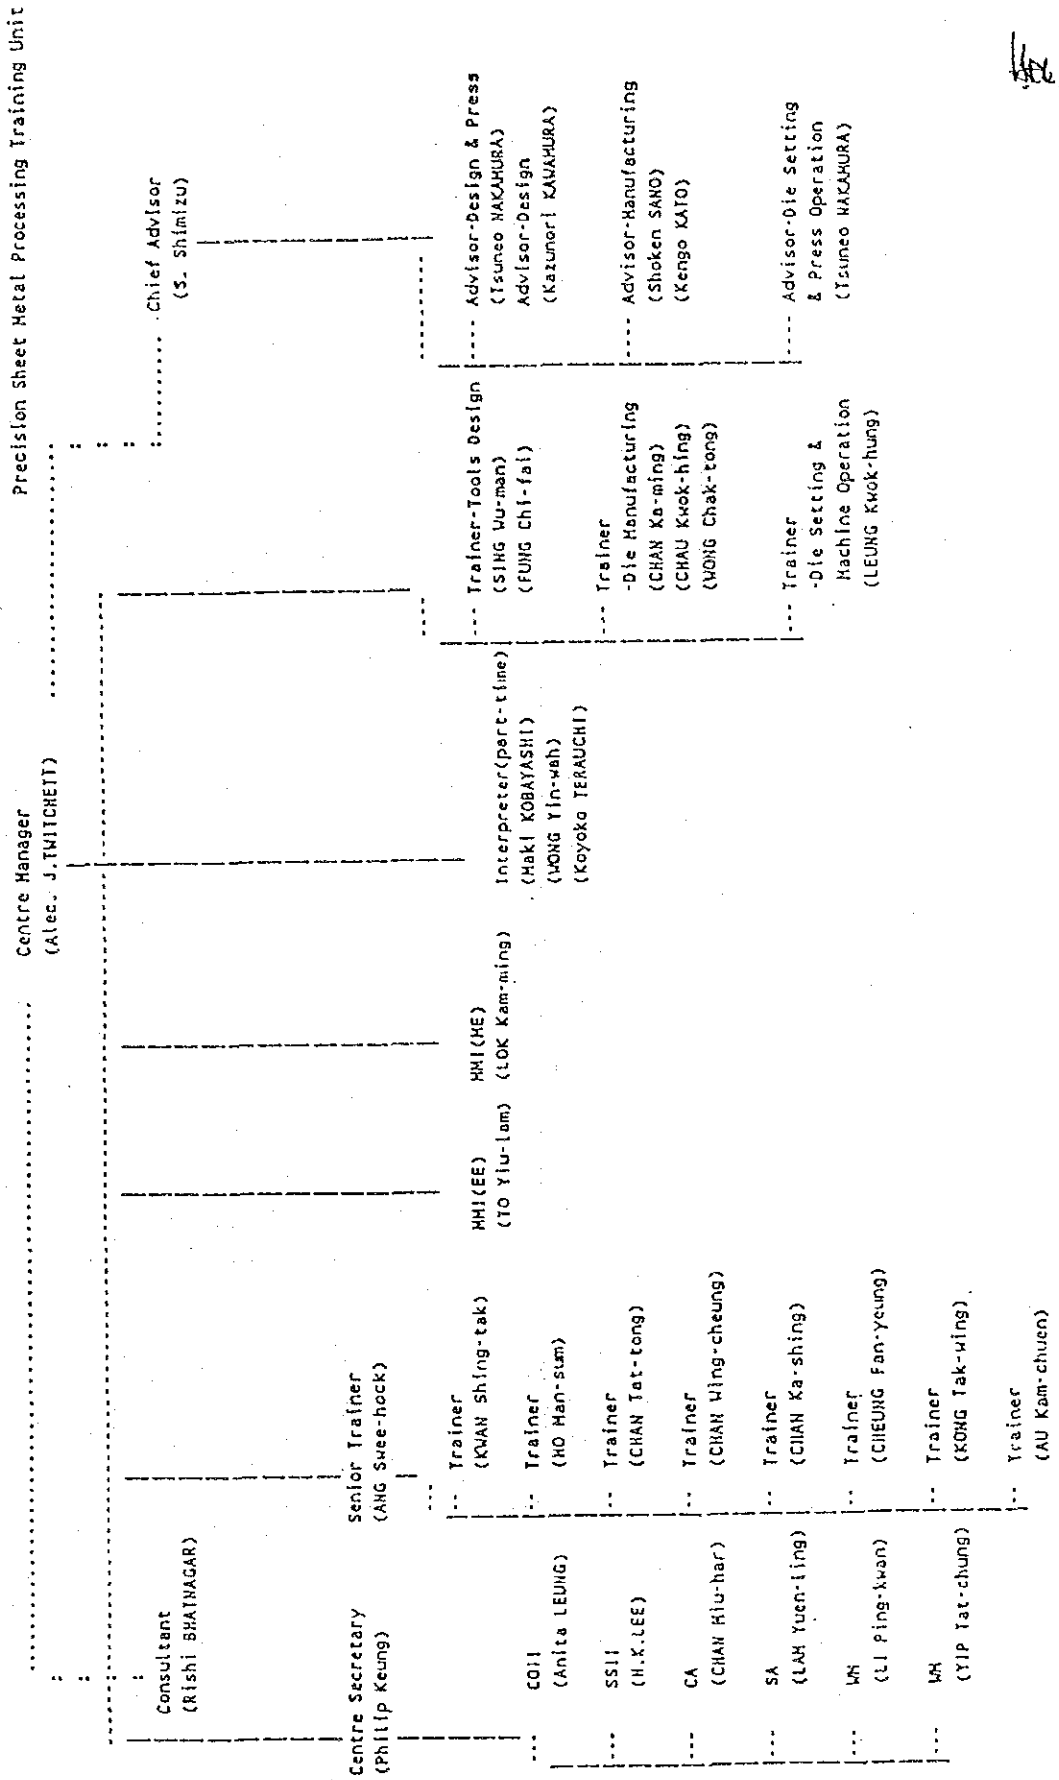 Precision Sheet Metal Processing Training Unit
Centre Manager
(Alec. J.TWITCHETT)
Consultant
(Rishi BHATNAGAR)
Chief Advisor
(S. Shimizu)
Centre Secretary
(Philip Keung)
COII
(Anita LEUNG)
SSII
(H.K.LEE)
CA
(CHAN Miu-har)
SA
(LAM Yuen-ling)
WM
(LI Ping-kwan)
WM
(YIP Tat-chung)
Senior Trainer
(ANG Swee-hock)
Trainer
(KWAN Shing-tak)
Trainer
(HO Man-sum)
Trainer
(CHAN Tat-tong)
Trainer
(CHAN Wing-cheung)
Trainer
(CHAN Ka-shing)
Trainer
(CHEUNG Fan-yeung)
Trainer
(KONG Tak-wing)
Trainer
(AU Kam-chuen)
MMI(EE)
(TO Yiu-lam)
MMI(ME)
(LOK Kam-ming)
Interpreter(part-time)
(Maki KOBAYASHI)
(WONG Yin-wah)
(Koyoko TERAUCHI)
Trainer-Tools Design
(SING Wu-man)
(FUNG Chi-fai)
Trainer
-Die Manufacturing
(CHAN Ka-ming)
(CHAU Kwok-hing)
(WONG Chak-tong)
Trainer
-Die Setting &
Machine Operation
(LEUNG Kwok-hung)
Advisor-Design & Press
(Tsuneo NAKAMURA)
Advisor-Design
(Kazunori KAWAMURA)
Advisor-Manufacturing
(Shoken SANO)
(Kengo KATO)
Advisor-Die Setting
& Press Operation
(Tsuneo NAKAMURA)